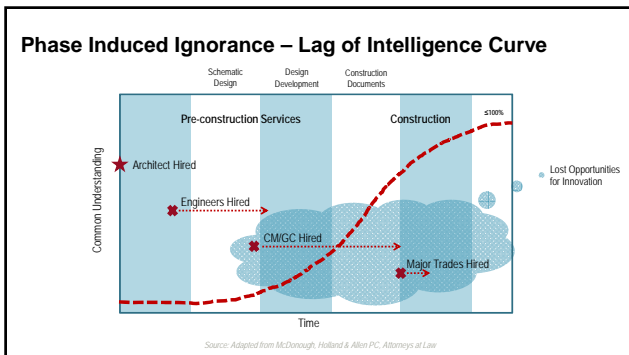 Phase Induced Ignorance – Lag of Intelligence Curve
Schematic
Design
Design
Development
Construction
Documents
Pre-construction Services
Construction
≤100%
Architect Hired
Engineers Hired
CM/GC Hired
Major Trades Hired
Lost Opportunities
for Innovation
Common Understanding
Time
Source: Adapted from McDonough, Holland & Allen PC, Attorneys at Law